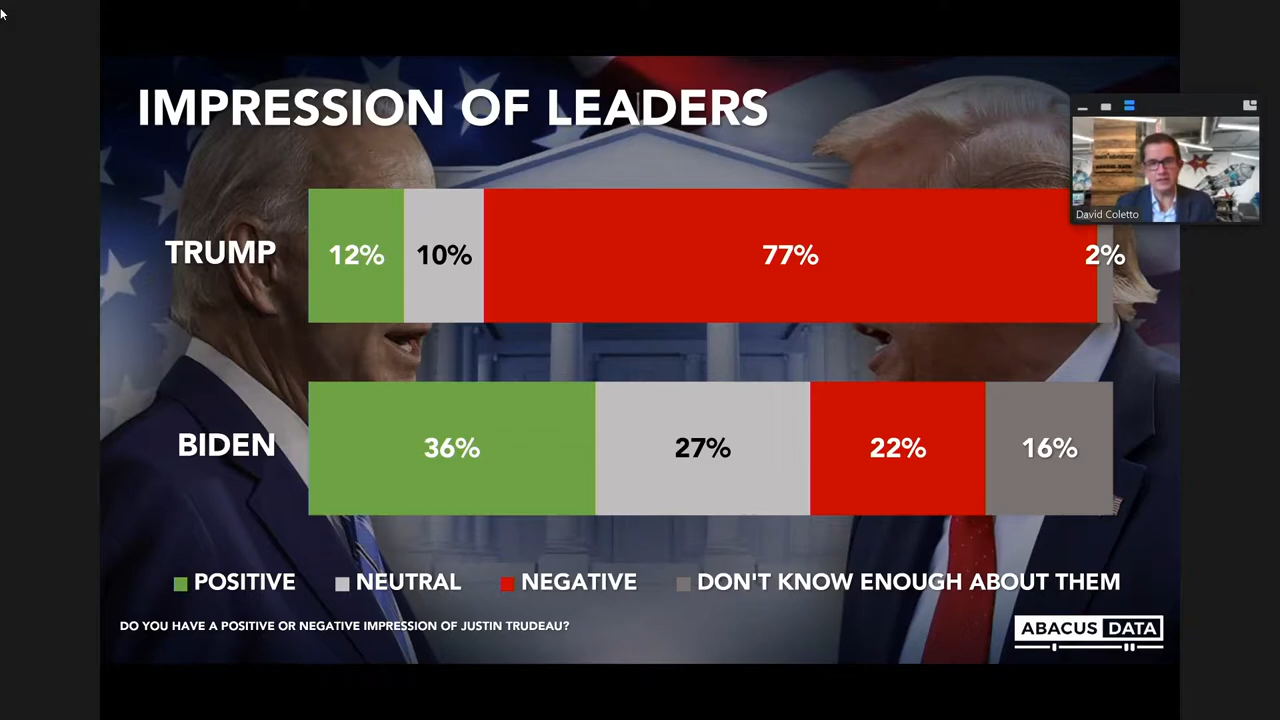 IMPRESSION OF LEADERS
TRUMP
12%
10%
77%
2%
David Coletto
BIDEN
36%
27%
22%
16%
POSITIVE
NEUTRAL
NEGATIVE
DON'T KNOW ENOUGH ABOUT THEM
DO YOU HAVE A POSITIVE OR NEGATIVE IMPRESSION OF JUSTIN TRUDEAU?
ABACUS DATA